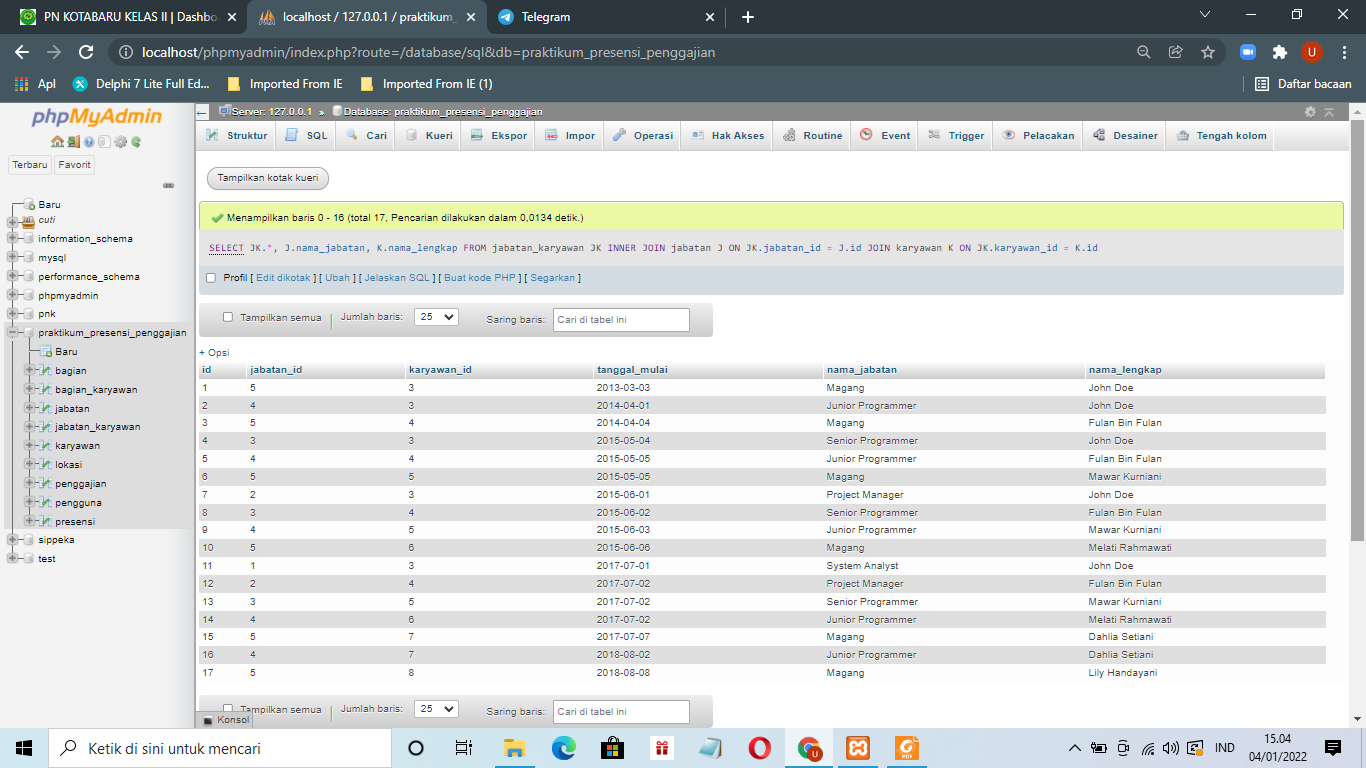 PN KOTABARU KELAS II | Dashbo
localhost / 127.0.0.1 / praktikum_
Telegram
localhost/phpmyadmin/index.php?route=/database/sql&db=praktikum_presensi_penggajian
U
Apl
Delphi 7 Lite Full Ed...
Imported From IE
Imported From IE (1)
Daftar bacaan
phpMyAdmin
Terbaru
Favorit
Baru
cuti
information_schema
mysql
performance_schema
phpmyadmin
pnk
praktikum_presensi_penggajian
Baru
bagian
bagian_karyawan
jabatan
jabatan_karyawan
karyawan
lokasi
penggajian
pengguna
presensi
sippeka
test
Server: 127.0.0.1 » Database: praktikum_presensi_penggajian
Struktur SQL Cari Kueri Ekspor Impor Operasi Hak Akses Routine Event Trigger Pelacakan Desainer Tengah kolom
Tampilkan kotak kueri
Menampilkan baris 0 - 16 (total 17, Pencarian dilakukan dalam 0,0134 detik.)
SELECT JK.*, J.nama_jabatan, K.nama_lengkap FROM jabatan_karyawan JK INNER JOIN jabatan J ON JK.jabatan_id = J.id JOIN karyawan K ON JK.karyawan_id = K.id
Profil [ Edit dikotak ] [ Ubah ] [ Jelaskan SQL ] [ Buat kode PHP ] [ Segarkan ]
Tampilkan semua Jumlah baris: 25 Saring baris: Cari di tabel ini
+ Opsi
id jabatan_id karyawan_id tanggal_mulai nama_jabatan nama_lengkap
1 5 3 2013-03-03 Magang John Doe
2 4 3 2014-04-01 Junior Programmer John Doe
3 5 4 2014-04-04 Magang Fulan Bin Fulan
4 3 3 2015-05-04 Senior Programmer John Doe
5 4 4 2015-05-05 Junior Programmer Fulan Bin Fulan
6 5 5 2015-05-05 Magang Mawar Kurniani
7 2 3 2015-06-01 Project Manager John Doe
8 3 4 2015-06-02 Senior Programmer Fulan Bin Fulan
9 4 5 2015-06-03 Junior Programmer Mawar Kurniani
10 5 6 2015-06-06 Magang Melati Rahmawati
11 1 3 2017-07-01 System Analyst John Doe
12 2 4 2017-07-02 Project Manager Fulan Bin Fulan
13 3 5 2017-07-02 Senior Programmer Mawar Kurniani
14 4 6 2017-07-02 Junior Programmer Melati Rahmawati
15 5 7 2017-07-07 Magang Dahlia Setiani
16 4 7 2018-08-02 Junior Programmer Dahlia Setiani
17 5 8 2018-08-08 Magang Lily Handayani
Tampilkan semua Jumlah baris: 25 Saring baris: Cari di tabel ini
Konsol
Ketik di sini untuk mencari
U
PDF
IND
15.04
04/01/2022